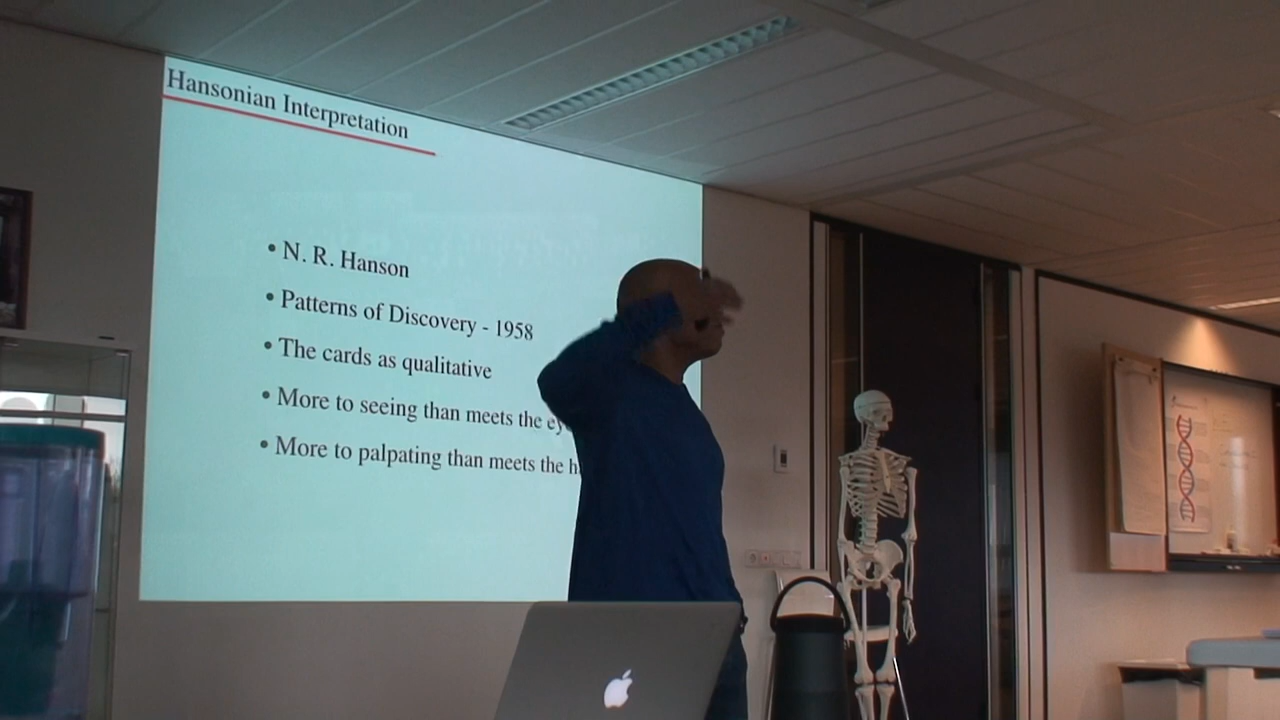 Hansonian Interpretation
• N. R. Hanson
• Patterns of Discovery - 1958
• The cards as qualitative
• More to seeing than meets the ey
• More to palpating than meets the h